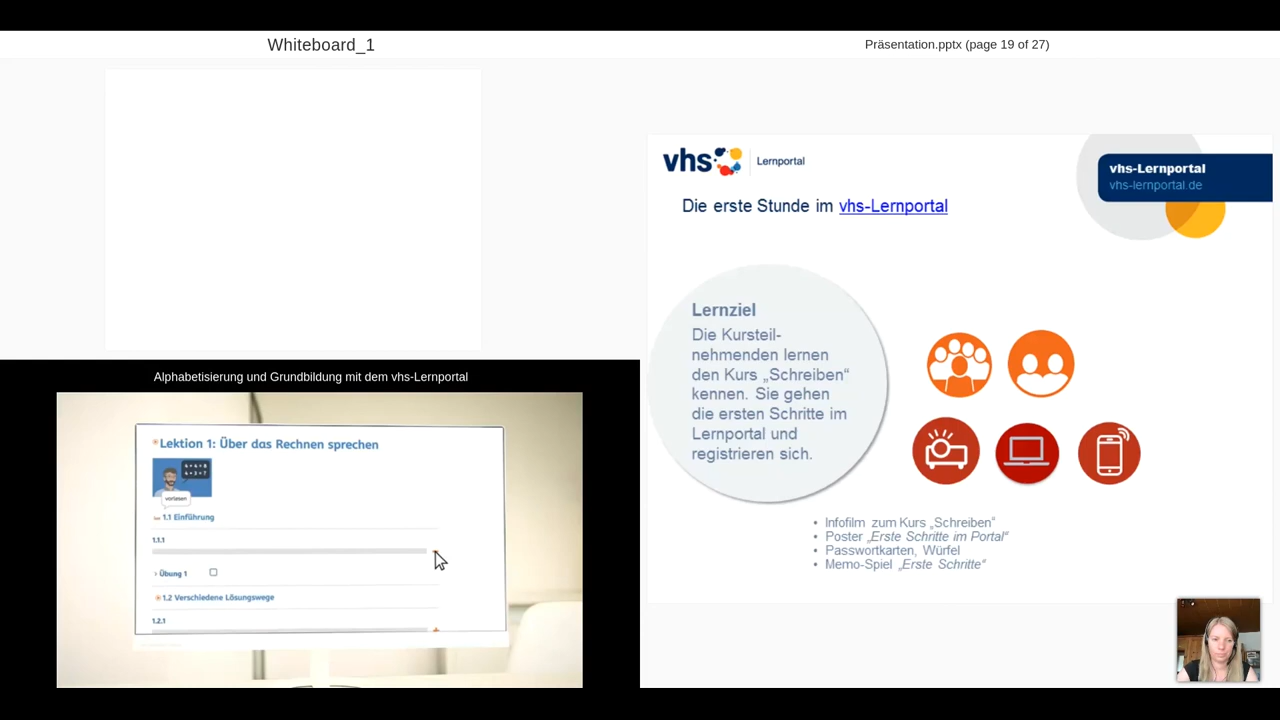 Whiteboard_1
Präsentation.pptx (page 19 of 27)
vhs Lernportal
vhs-Lernportal
vhs-lernportal.de
Die erste Stunde im vhs-Lernportal
Lernziel
Die Kursteil-
nehmenden lernen
den Kurs „Schreiben“
kennen. Sie gehen
die ersten Schritte im
Lernportal und
registrieren sich.
• Infofilm zum Kurs „Schreiben“
• Poster „Erste Schritte im Portal“
• Passwortkarten, Würfel
• Memo-Spiel „Erste Schritte“
Alphabetisierung und Grundbildung mit dem vhs-Lernportal
Lektion 1: Über das Rechnen sprechen
vorlesen
1.1 Einführung
1.1.1
› Übung 1
1.2 Verschiedene Lösungswege
1.2.1